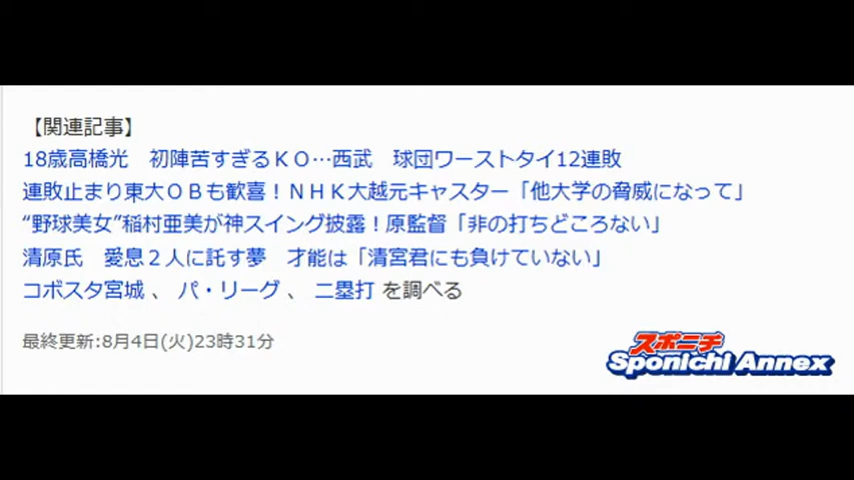 【関連記事】
18歳高橋光　初陣苦すぎるＫＯ…西武　球団ワーストタイ12連敗
連敗止まり東大ＯＢも歓喜！ＮＨＫ大越元キャスター「他大学の脅威になって」
“野球美女”稲村亜美が神スイング披露！原監督「非の打ちどころない」
清原氏　愛息２人に託す夢　才能は「清宮君にも負けていない」
コボスタ宮城 、 パ・リーグ 、 二塁打 を調べる
最終更新:8月4日(火)23時31分
スポニチ
Sponichi Annex